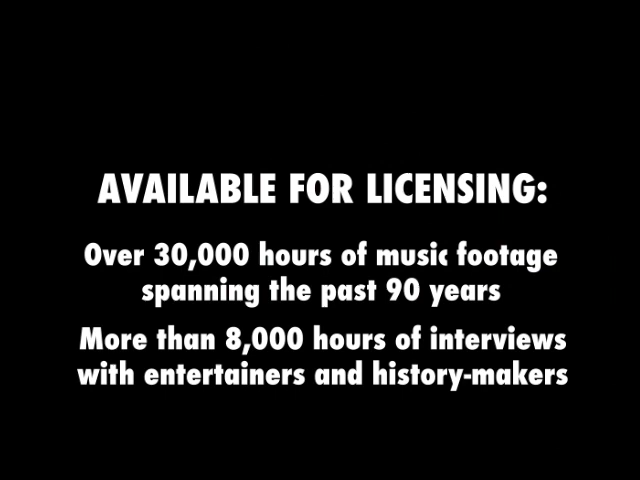 AVAILABLE FOR LICENSING:
Over 30,000 hours of music footage
spanning the past 90 years
More than 8,000 hours of interviews
with entertainers and history-makers